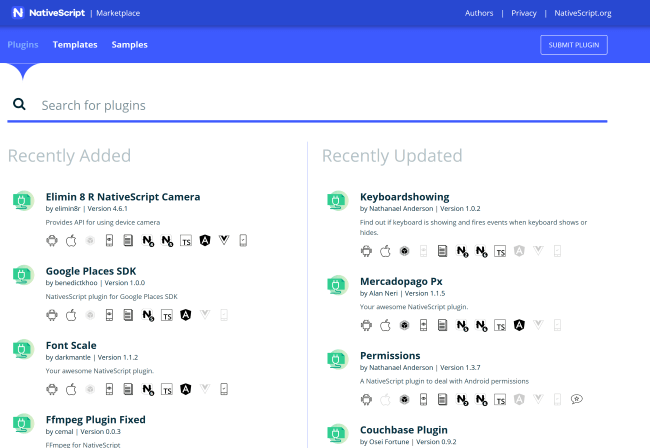 NativeScript | Marketplace
Authors | Privacy | NativeScript.org
Plugins Templates Samples
SUBMIT PLUGIN
Search for plugins
Recently Added
Elimin 8 R NativeScript Camera
by elimin8r | Version 4.6.1
Provides API for using device camera
Google Places SDK
by benedictkhoo | Version 1.0.0
NativesScript plugin for Google Places SDK
Font Scale
by darkmantle | Version 1.1.2
Your awesome NativeScript plugin.
Ffmpeg Plugin Fixed
by cemal | Version 0.0.3
FFmpeg for NativeScript
Recently Updated
Keyboardshowing
by Nathanael Anderson | Version 1.0.2
Find out if keyboard is showing and fires events when keyboard shows or
hides.
Mercadopago Px
by Alan Neri | Version 1.1.5
Your awesome NativeScript plugin.
Permissions
by Nathanael Anderson | Version 1.3.7
A NativeScript plugin to deal with Android permissions
Couchbase Plugin
by Osei Fortune | Version 0.9.2